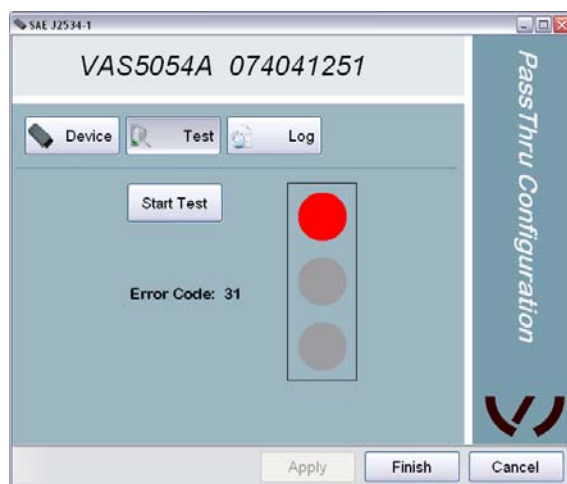 SAE J2534-1
VAS5054A 074041251
Device
Test
Log
Start Test
Error Code: 31
PassThru Configuration
Apply
Finish
Cancel